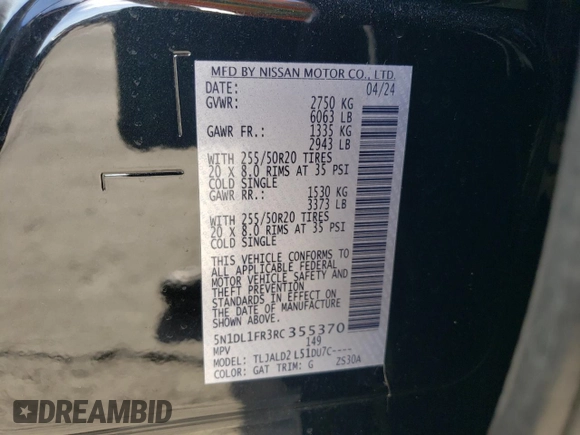 MFD BY NISSAN MOTOR CO., LTD.
DATE: 04/24
GVWR: 2750 KG
6063 LB
GAWR FR.: 1335 KG
2943 LB
WITH 255/50R20 TIRES
20 X 8.0 RIMS AT 35 PSI
COLD SINGLE
GAWR RR.: 1530 KG
3373 LB
WITH 255/50R20 TIRES
20 X 8.0 RIMS AT 35 PSI
COLD SINGLE
THIS VEHICLE CONFORMS TO
ALL APPLICABLE FEDERAL
MOTOR VEHICLE SAFETY AND
THEFT PREVENTION
STANDARDS IN EFFECT ON
THE DATE OF MANUFACTURE
SHOWN ABOVE.
5N1DL1FR3RC355370
MPV 149
MODEL: TLJALD2 L51DU7C----
COLOR: GAT TRIM: G 2530A
DREAMBID